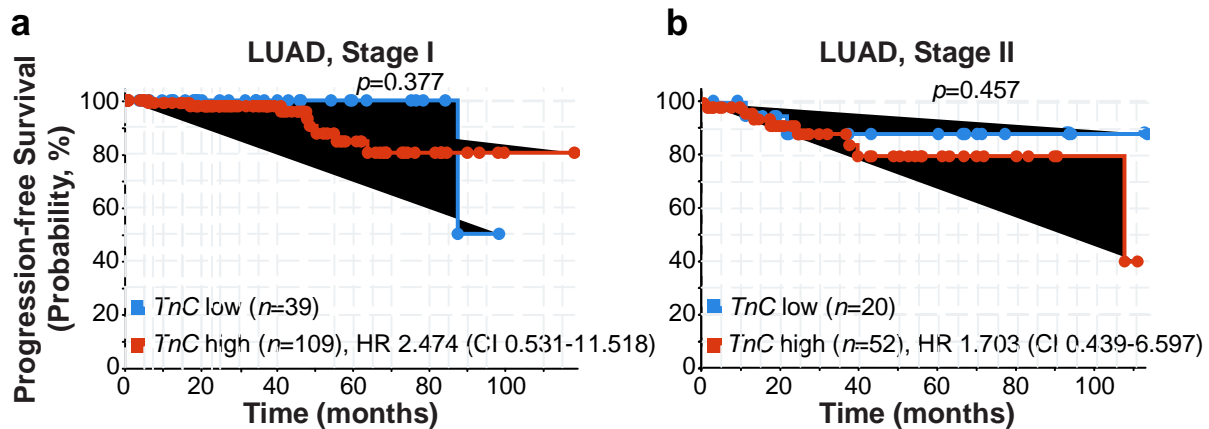 a
LUAD, Stage I
p=0.377
Progression-free Survival
(Probability, %)
100
80
60
40
20
0
TnC low (n=39)
TnC high (n=109), HR 2.474 (CI 0.531-11.518)
0 20 40 60 80 100
Time (months)
b
LUAD, Stage II
p=0.457
100
80
60
40
20
0
TnC low (n=20)
TnC high (n=52), HR 1.703 (CI 0.439-6.597)
0 20 40 60 80 100
Time (months)